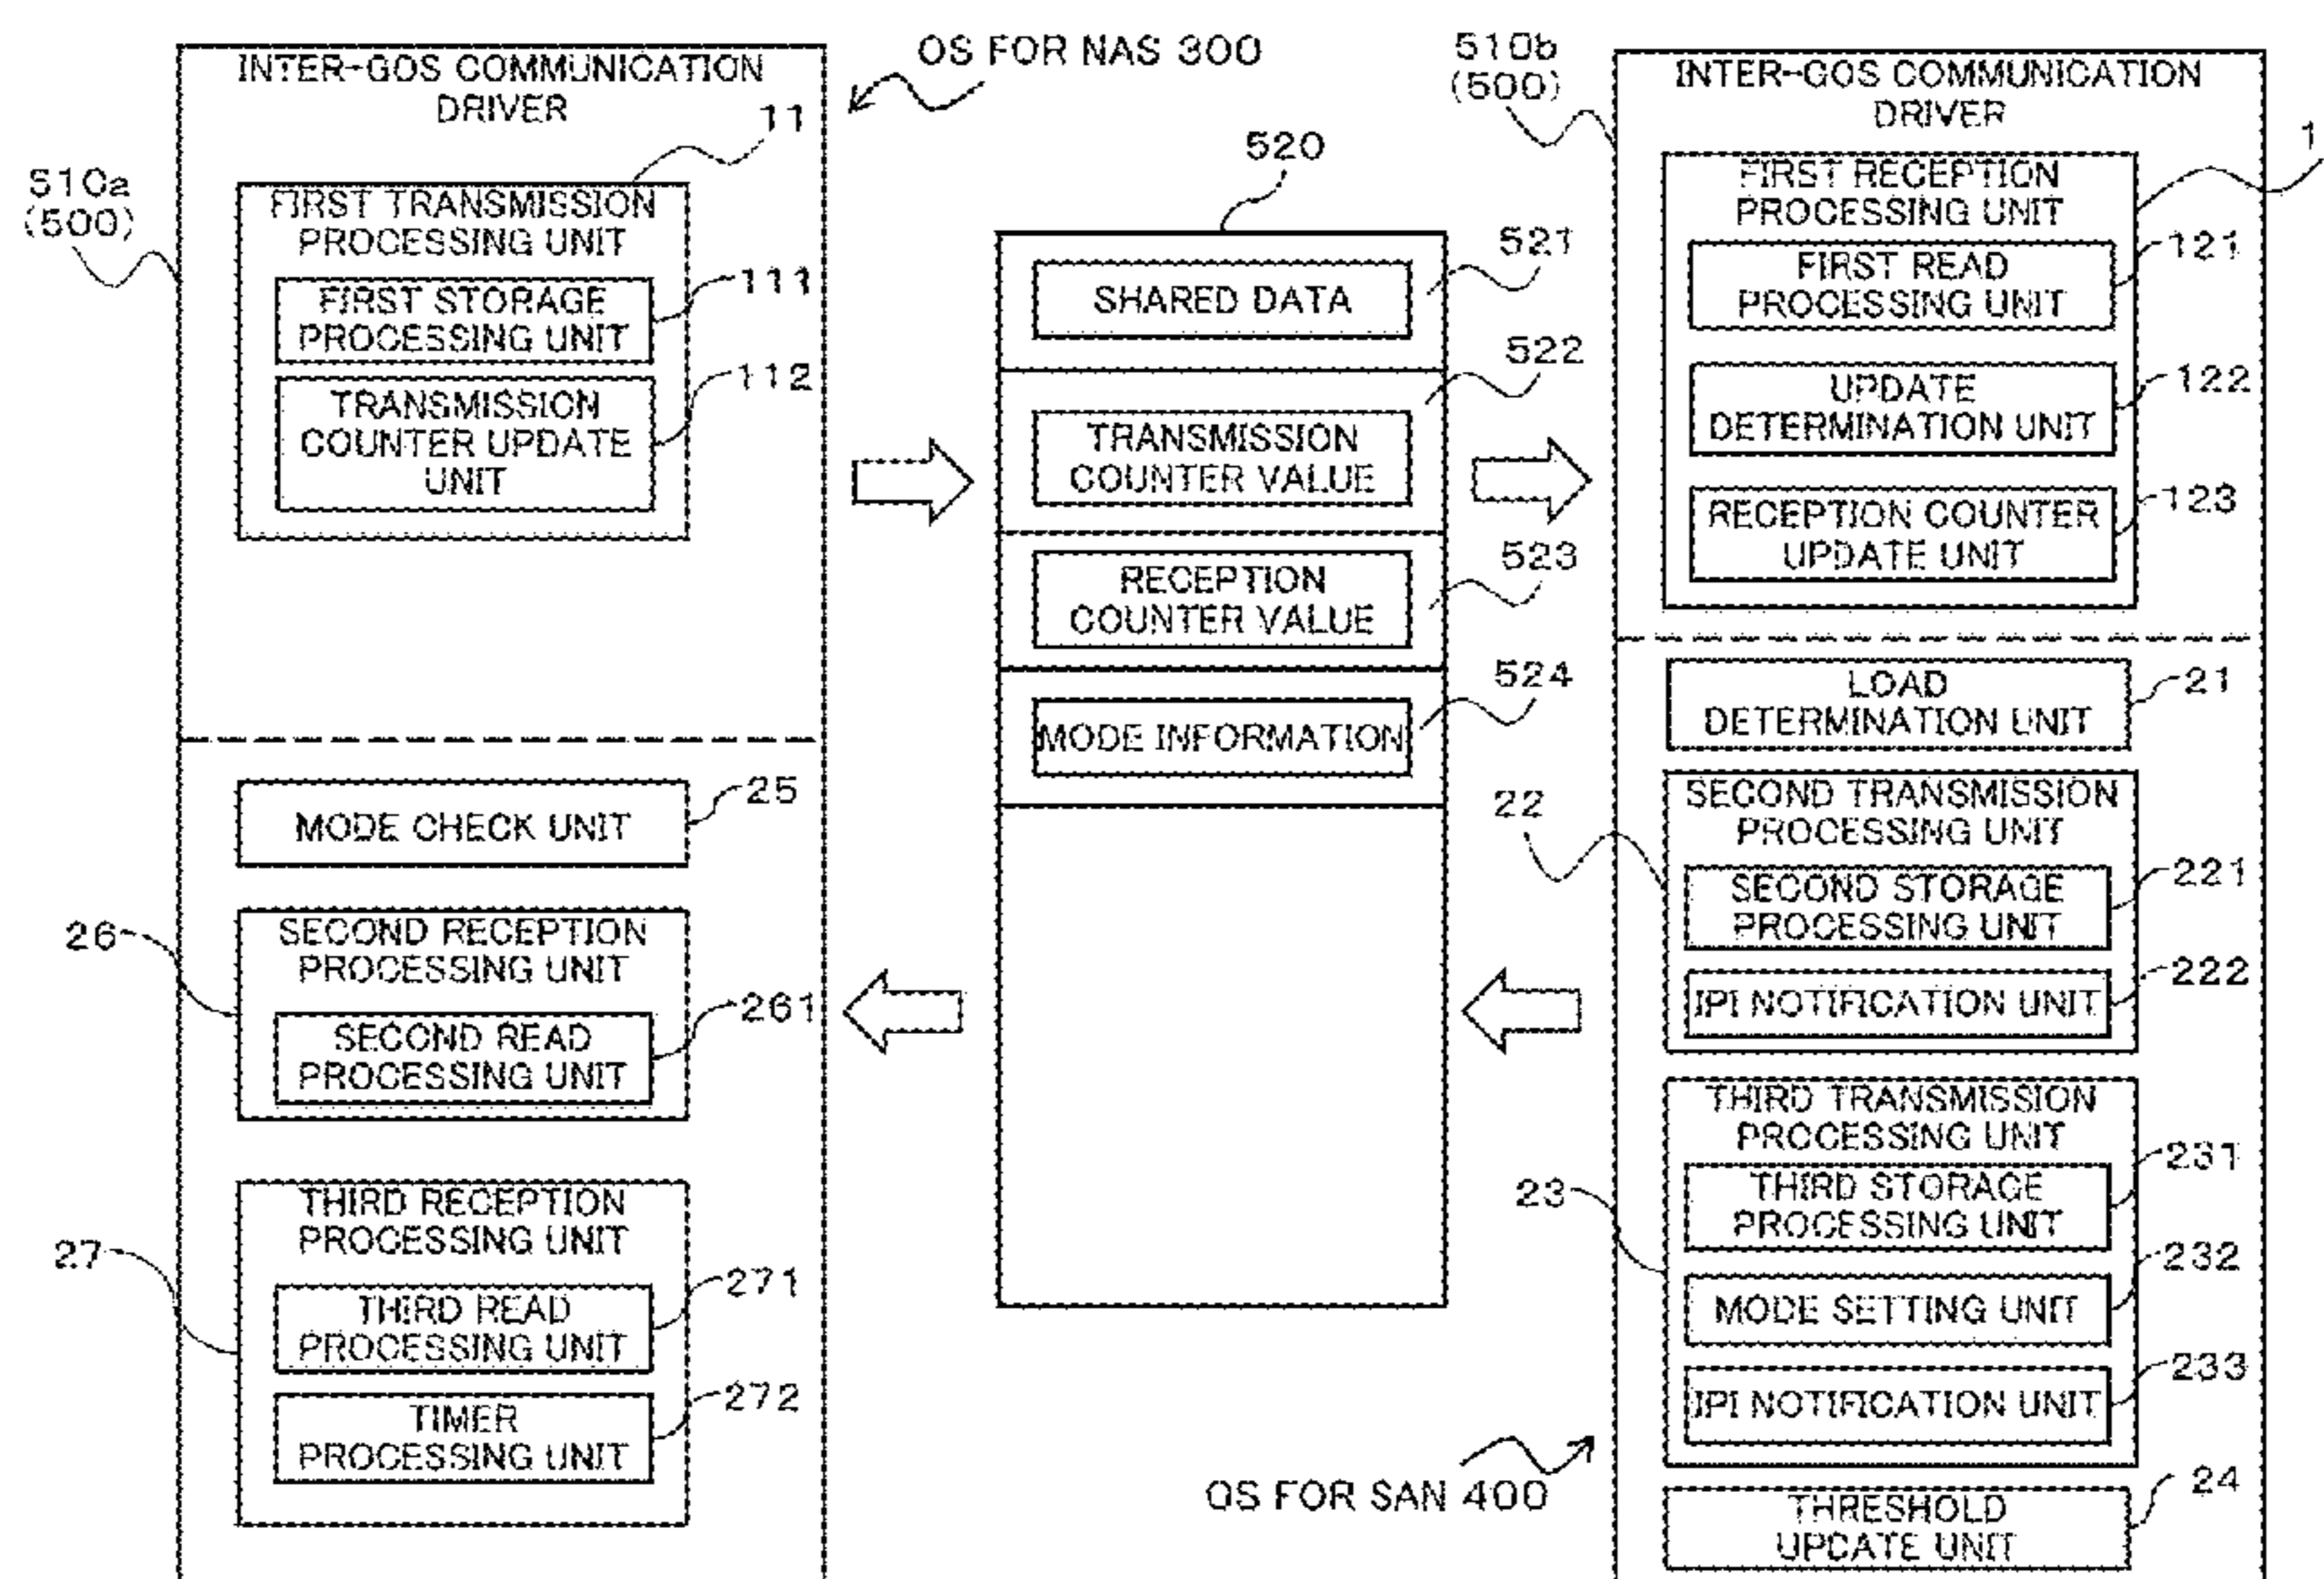 OS FOR NAS 300
INTER-GOS COMMUNICATION
DRIVER
11
510a
(500)
FIRST TRANSMISSION
PROCESSING UNIT
FIRST STORAGE
PROCESSING UNIT
111
TRANSMISSION
COUNTER UPDATE
UNIT
112
MODE CHECK UNIT
25
26
SECOND RECEPTION
PROCESSING UNIT
SECOND READ
PROCESSING UNIT
261
27
THIRD RECEPTION
PROCESSING UNIT
THIRD READ
PROCESSING UNIT
271
TIMER
PROCESSING UNIT
272
520
SHARED DATA
521
TRANSMISSION
COUNTER VALUE
522
RECEPTION
COUNTER VALUE
523
MODE INFORMATION
524
510b
(500)
INTER-GOS COMMUNICATION
DRIVER
1
FIRST RECEPTION
PROCESSING UNIT
FIRST READ
PROCESSING UNIT
121
UPDATE
DETERMINATION UNIT
122
RECEPTION COUNTER
UPDATE UNIT
123
LOAD
DETERMINATION UNIT
21
22
SECOND TRANSMISSION
PROCESSING UNIT
SECOND STORAGE
PROCESSING UNIT
221
IPI NOTIFICATION UNIT
222
23
THIRD TRANSMISSION
PROCESSING UNIT
THIRD STORAGE
PROCESSING UNIT
231
MODE SETTING UNIT
232
IPI NOTIFICATION UNIT
233
OS FOR SAN 400
THRESHOLD
UPDATE UNIT
24